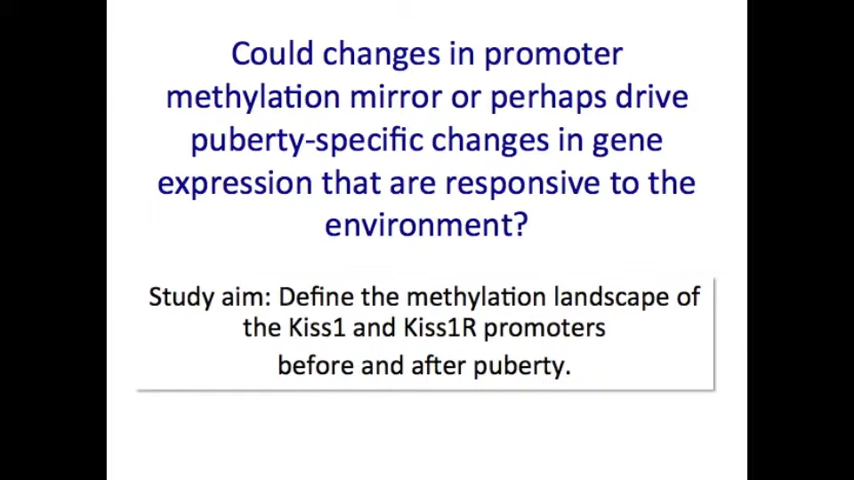 Could changes in promoter
methylation mirror or perhaps drive
puberty-specific changes in gene
expression that are responsive to the
environment?
Study aim: Define the methylation landscape of
the Kiss1 and Kiss1R promoters
before and after puberty.